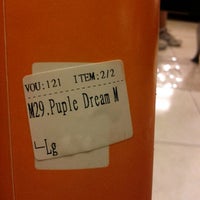 VOU:121 ITEM:2/2
M29.Puple Dream M
Lg